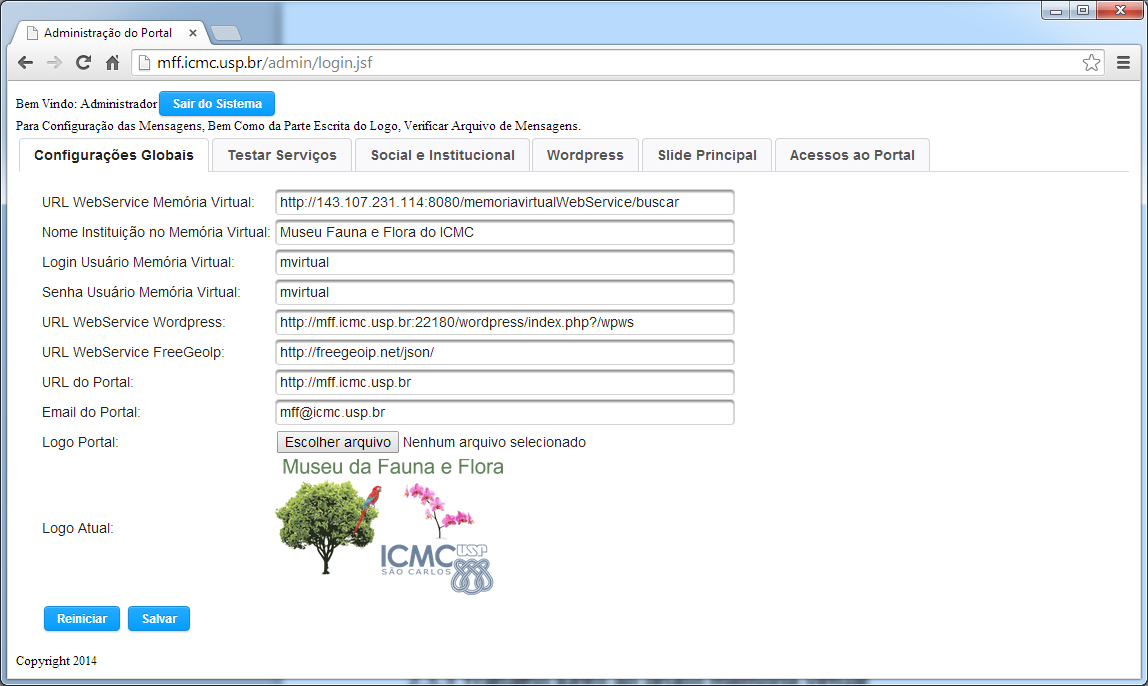 Administração do Portal
mff.icmc.usp.br/admin/login.jsf
Bem Vindo: Administrador Sair do Sistema
Para Configuração das Mensagens, Bem Como da Parte Escrita do Logo, Verificar Arquivo de Mensagens.
Configurações Globais Testar Serviços Social e Institucional Wordpress Slide Principal Acessos ao Portal
URL WebService Memória Virtual: http://143.107.231.114:8080/memoriavirtualWebService/buscar
Nome Instituição no Memória Virtual: Museu Fauna e Flora do ICMC
Login Usuário Memória Virtual: mvirtual
Senha Usuário Memória Virtual: mvirtual
URL WebService Wordpress: http://mff.icmc.usp.br:22180/wordpress/index.php?/wpws
URL WebService FreeGeoIp: http://freegeoip.net/json/
URL do Portal: http://mff.icmc.usp.br
Email do Portal: mff@icmc.usp.br
Logo Portal: Escolher arquivo Nenhum arquivo selecionado
Museu da Fauna e Flora
Logo Atual:
ICMC USP
SÃO CARLOS
Reiniciar Salvar
Copyright 2014